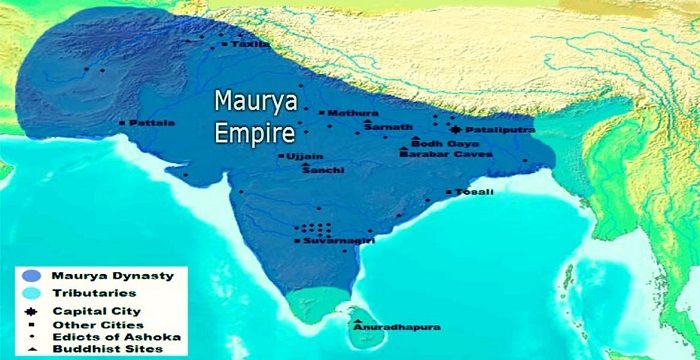 Taxila
Maurya
Empire
Mathura
Pattala
Sarnath
Pataliputra
Bodh Gaya
Barabar Caves
Ujjain
Sanchi
Tosali
Suvarnagiri
Maurya Dynasty
Tributaries
Capital City
Other Cities
Edicts of Ashoka
Buddhist Sites
Anuradhapura